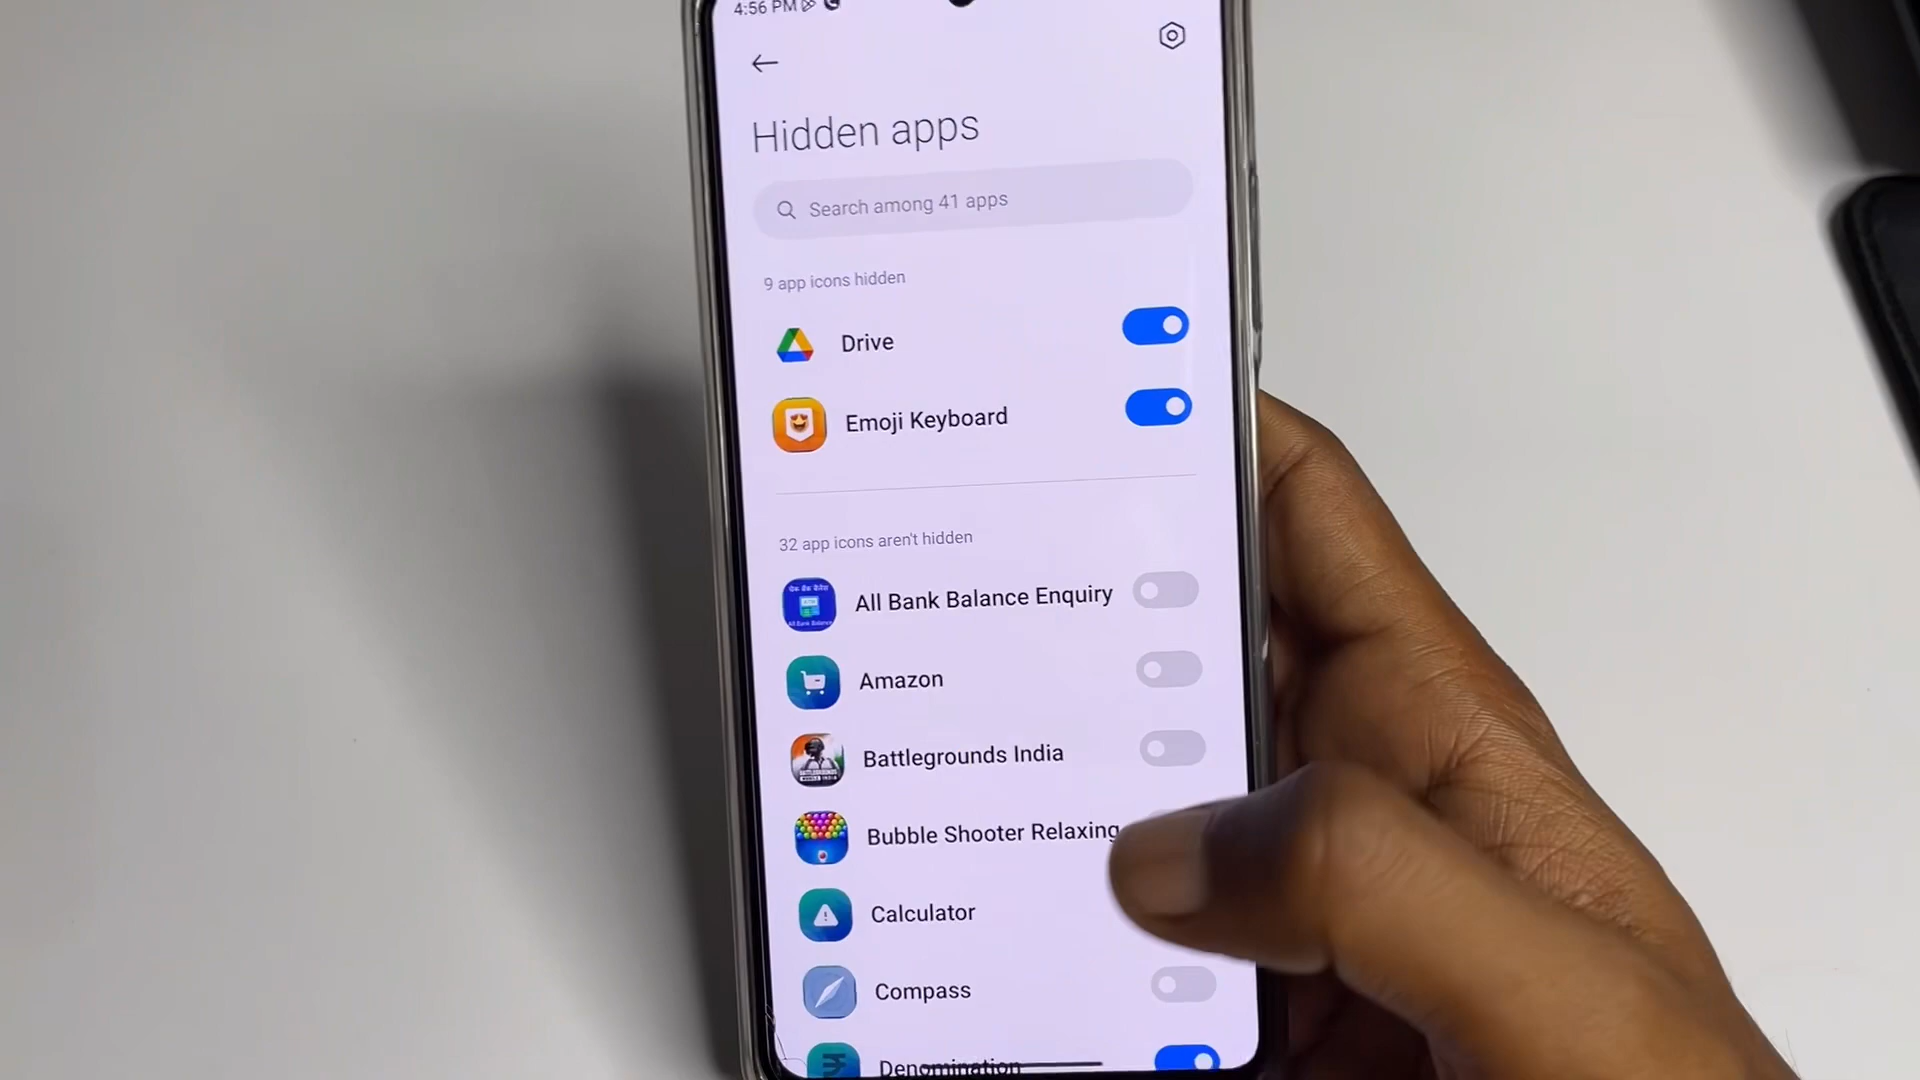 4:56 PM
Hidden apps
Search among 41 apps
9 app icons hidden
Drive
Emoji Keyboard
32 app icons aren't hidden
All Bank Balance Enquiry
Amazon
Battlegrounds India
Bubble Shooter Relaxing
Calculator
Compass
Denomination